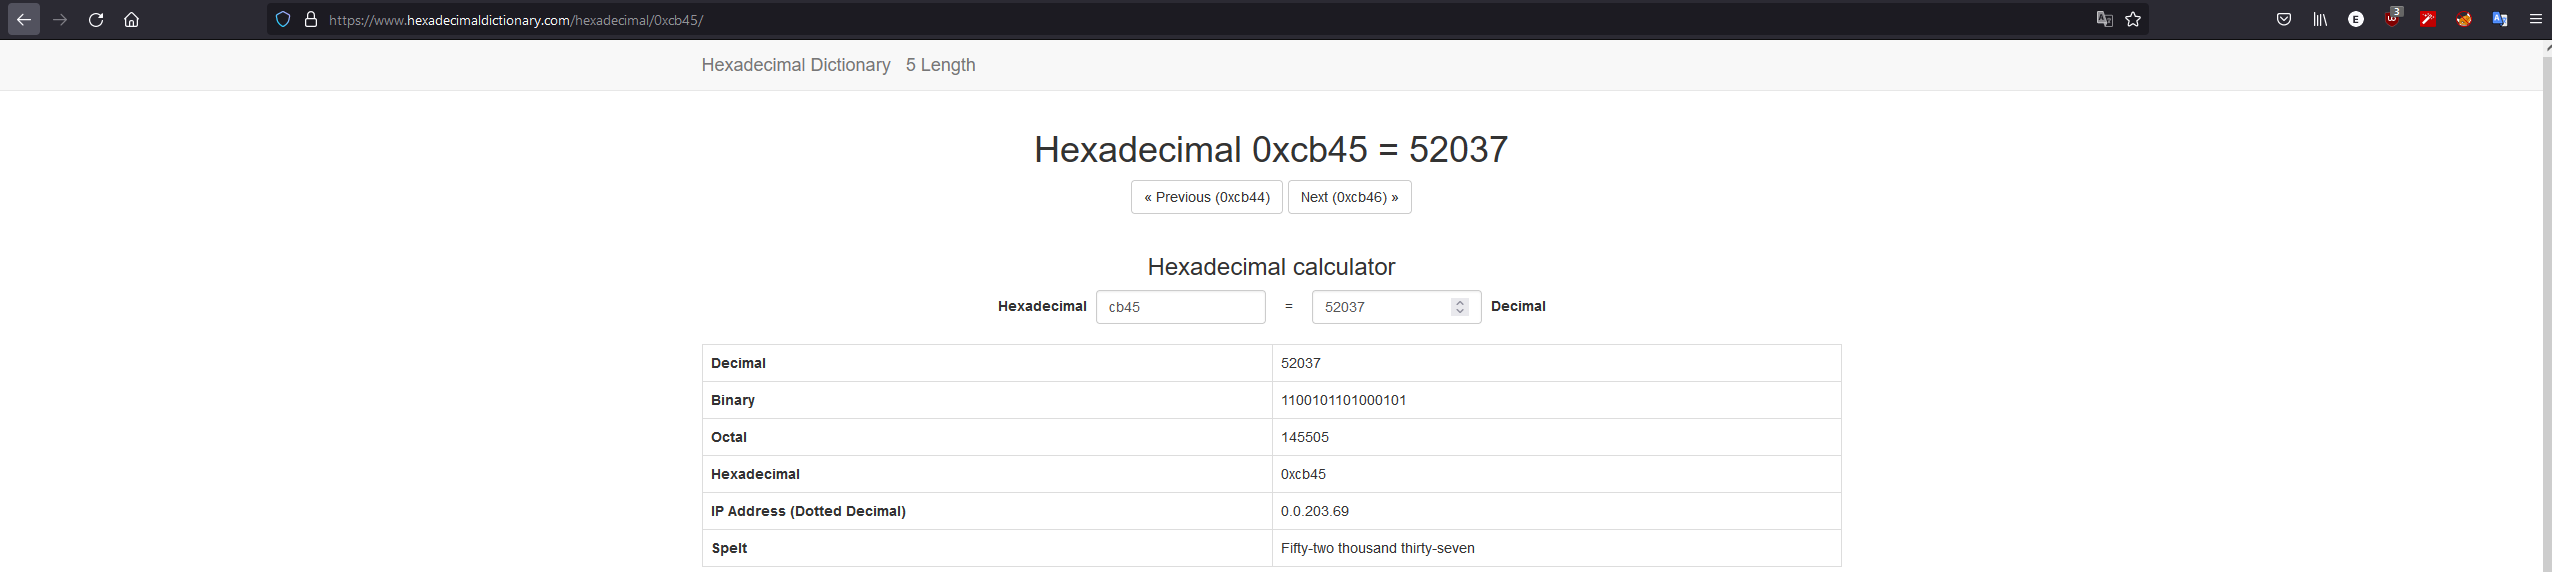 https://www.hexadecimaldictionary.com/hexadecimal/0xcb45/
E
3
Hexadecimal Dictionary 5 Length
Hexadecimal 0xcb45 = 52037
« Previous (0xcb44) Next (0xcb46) »
Hexadecimal calculator
Hexadecimal cb45 = 52037 Decimal
Decimal 52037
Binary 1100101101000101
Octal 145505
Hexadecimal 0xcb45
IP Address (Dotted Decimal) 0.0.203.69
Spelt Fifty-two thousand thirty-seven